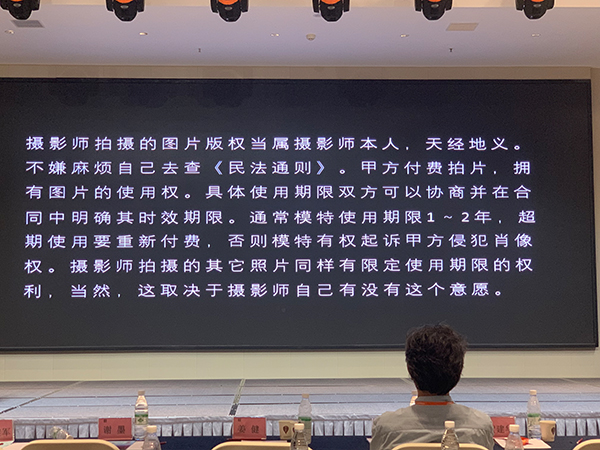 摄影师拍摄的图片版权当属摄影师本人，天经地义。
不嫌麻烦自己去查《民法通则》。甲方付费拍片，拥
有图片的使用权。具体使用期限双方可以协商并在合
同中明确其时效期限。通常模特使用期限1～2年，超
期使用要重新付费，否则模特有权起诉甲方侵犯肖像
权。摄影师拍摄的其它照片同样有限定使用期限的权
利，当然，这取决于摄影师自己有没有这个意愿。
军
谢 墨
姜 健